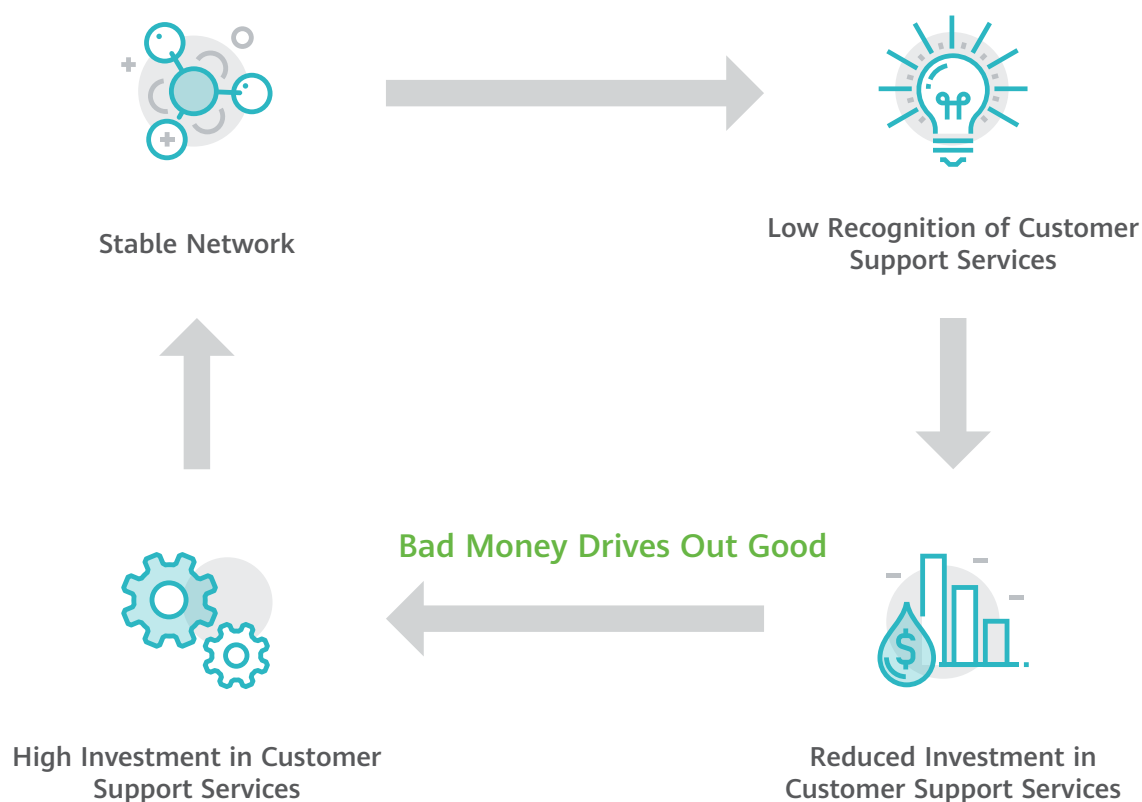 Stable Network
Low Recognition of Customer
Support Services
Bad Money Drives Out Good
$
High Investment in Customer
Support Services
Reduced Investment in
Customer Support Services